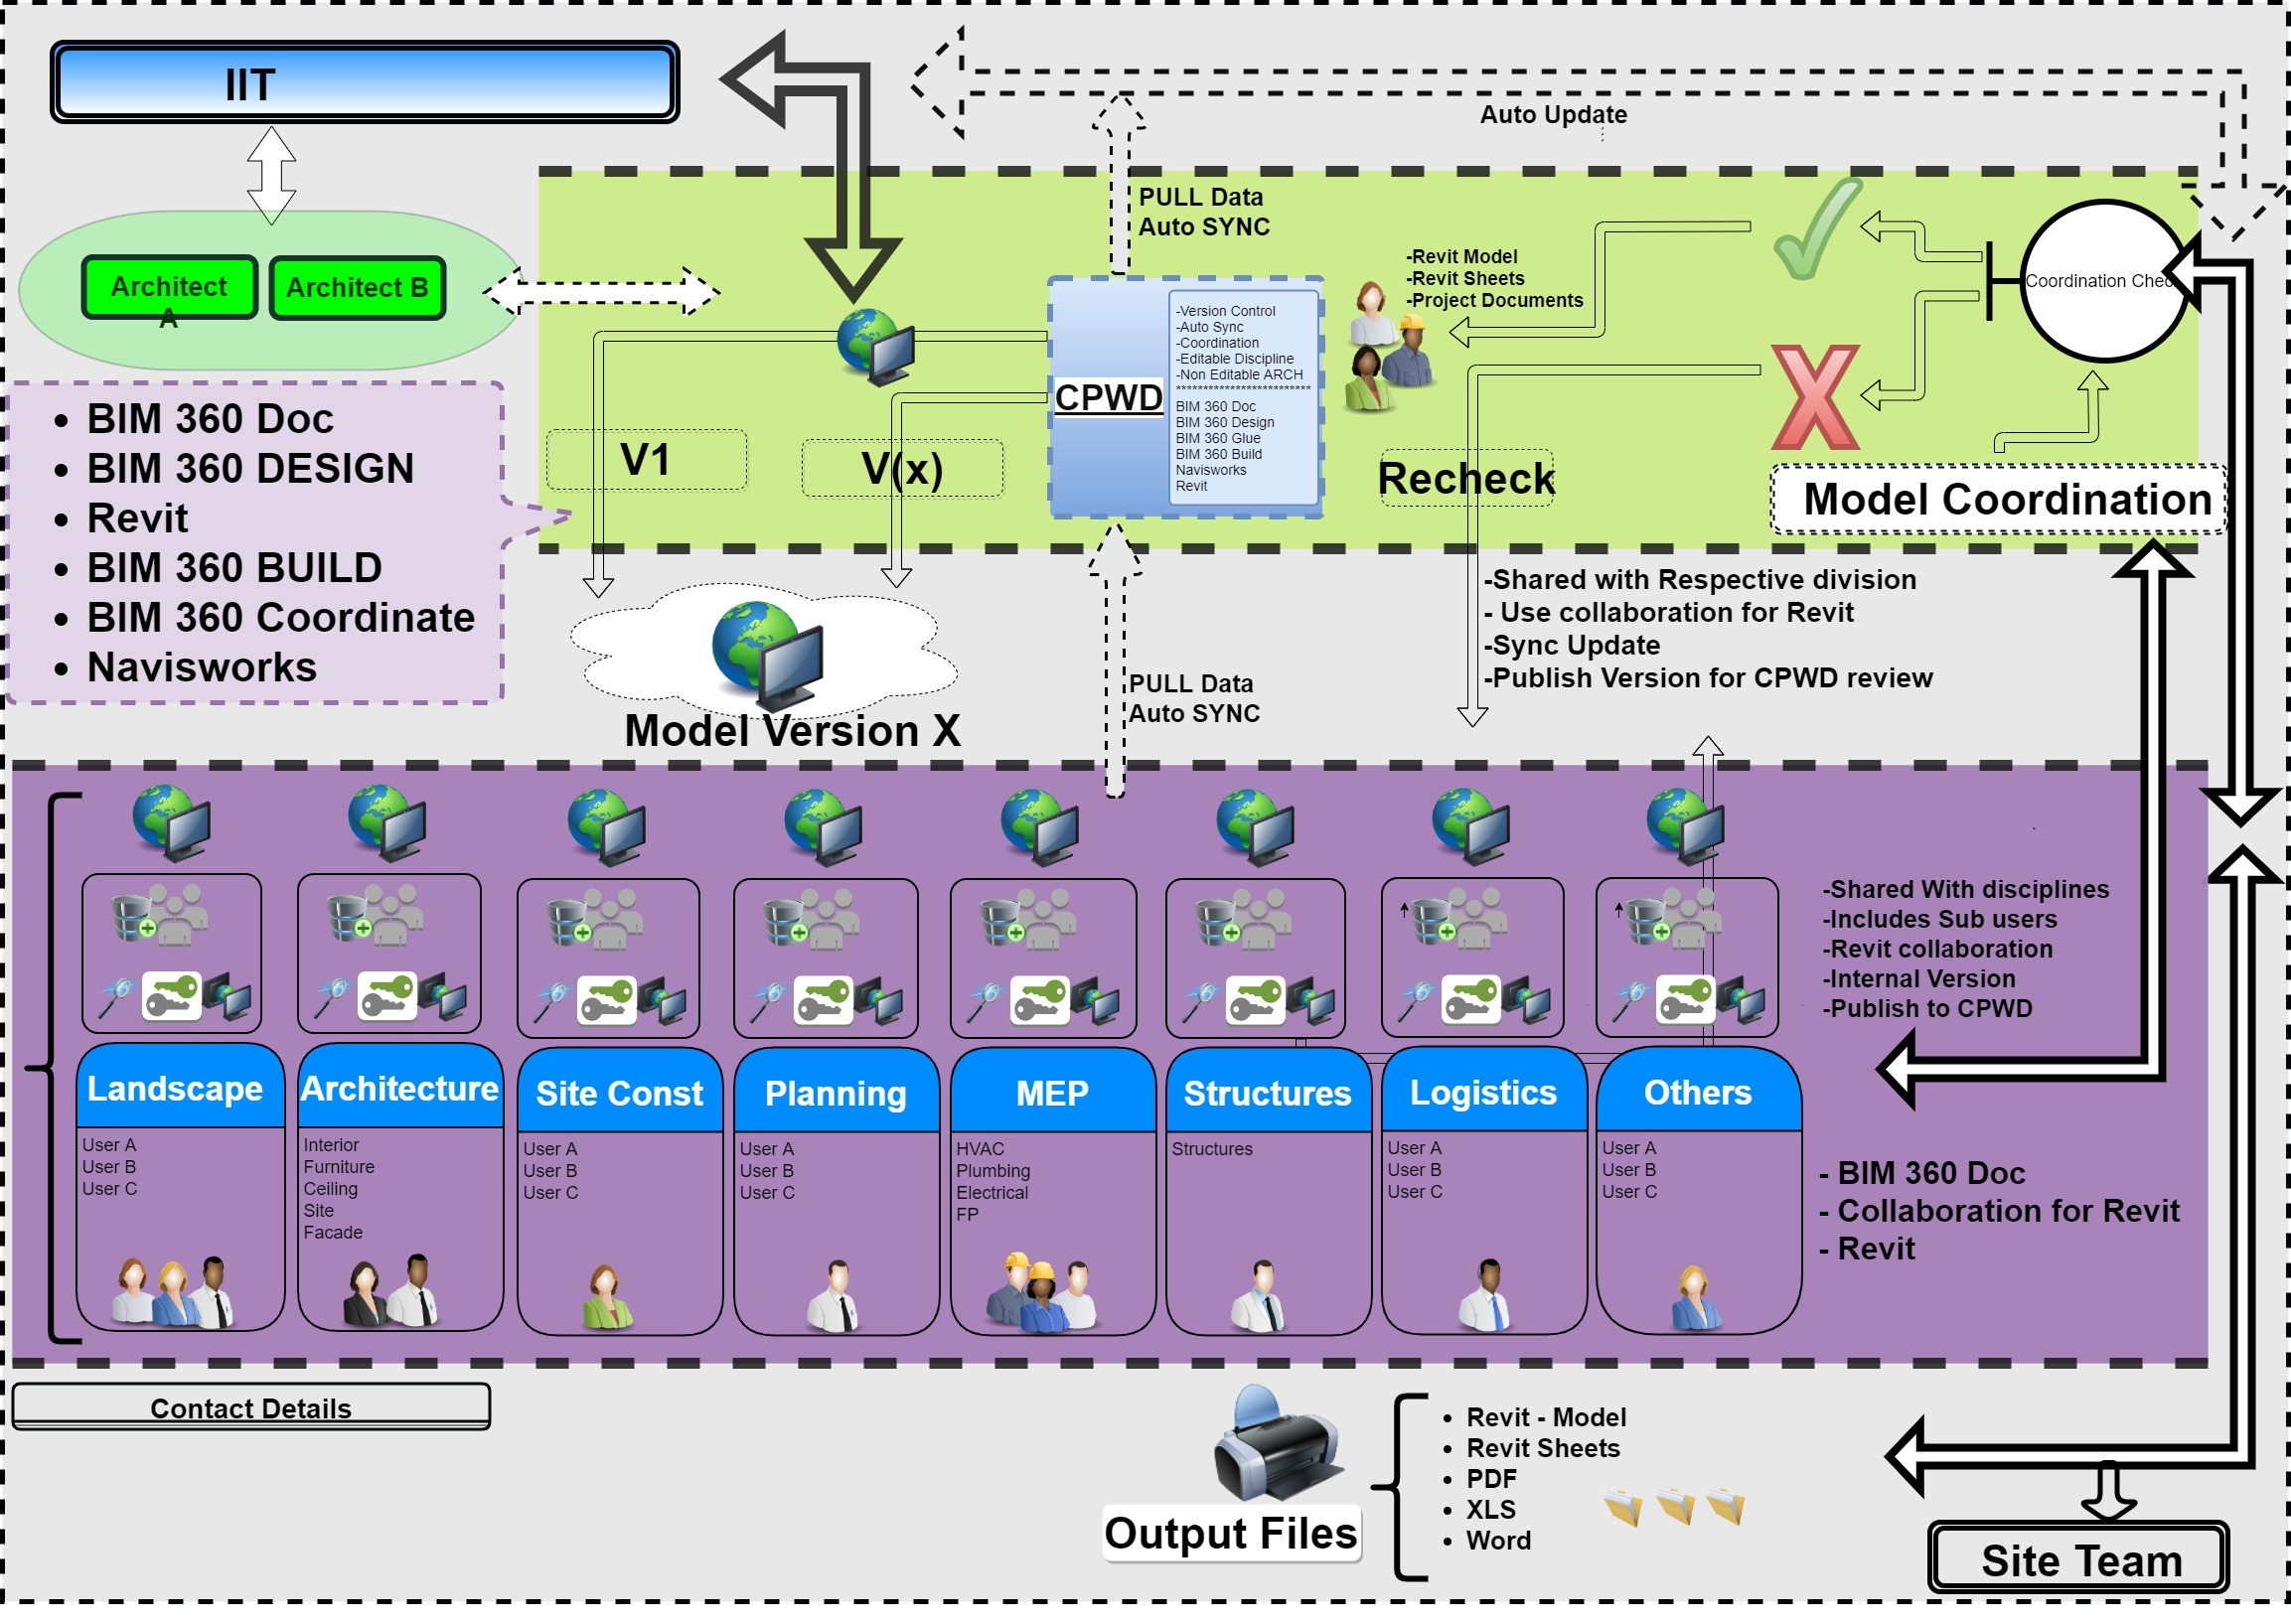 IIT
Auto Update
PULL Data
Auto SYNC
Architect
A
Architect B
-Revit Model
-Revit Sheets
-Project Documents
Coordination Chec
-Version Control
-Auto Sync
-Coordination
-Editable Discipline
-Non Editable ARCH
*************************
BIM 360 Doc
BIM 360 Design
BIM 360 Glue
BIM 360 Build
Navisworks
Revit
CPWD
• BIM 360 Doc
• BIM 360 DESIGN
• Revit
• BIM 360 BUILD
• BIM 360 Coordinate
• Navisworks
V1
V(x)
Recheck
Model Coordination
-Shared with Respective division
- Use collaboration for Revit
-Sync Update
-Publish Version for CPWD review
PULL Data
Auto SYNC
Model Version X
-Shared With disciplines
-Includes Sub users
-Revit collaboration
-Internal Version
-Publish to CPWD
Landscape
User A
User B
User C
Architecture
Interior
Furniture
Ceiling
Site
Facade
Site Const
User A
User B
User C
Planning
User A
User B
User C
MEP
HVAC
Plumbing
Electrical
FP
Structures
Structures
Logistics
User A
User B
User C
Others
User A
User B
User C
- BIM 360 Doc
- Collaboration for Revit
- Revit
Contact Details
Output Files
• Revit - Model
• Revit Sheets
• PDF
• XLS
• Word
Site Team